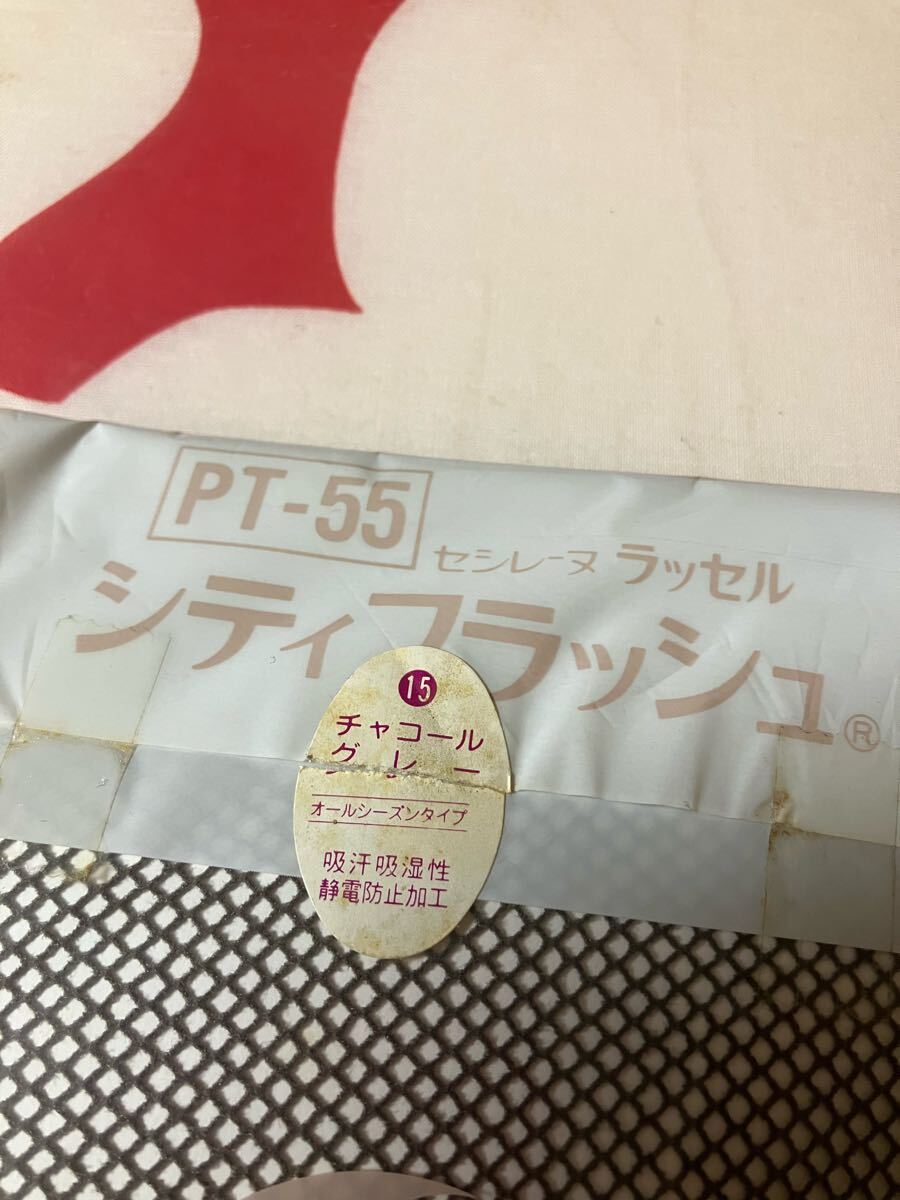 PT-55
セシレーヌ ラッセル
シティフラッシュ®
15
チャコール
グレー
オールシーズンタイプ
吸汗吸湿性
静電防止加工